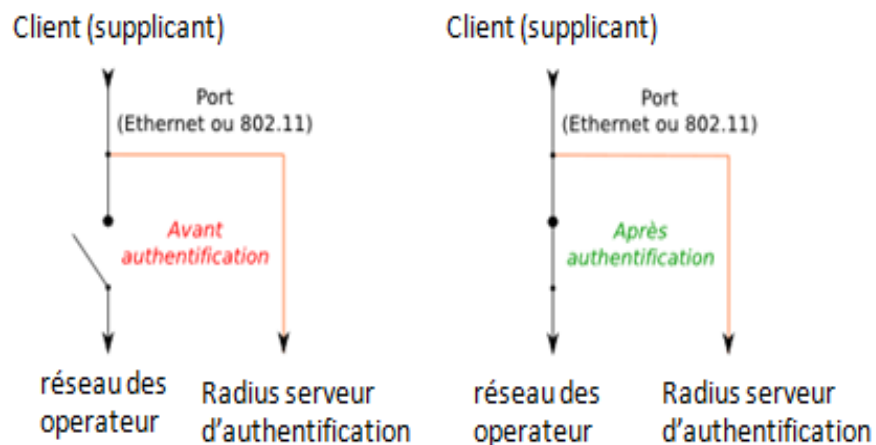 Client (supplicant)
Port
(Ethernet ou 802.11)
Avant
authentification
réseau des
operateur
Radius serveur
d'authentification
Client (supplicant)
Port
(Ethernet ou 802.11)
Après
authentification
réseau des
operateur
Radius serveur
d'authentification